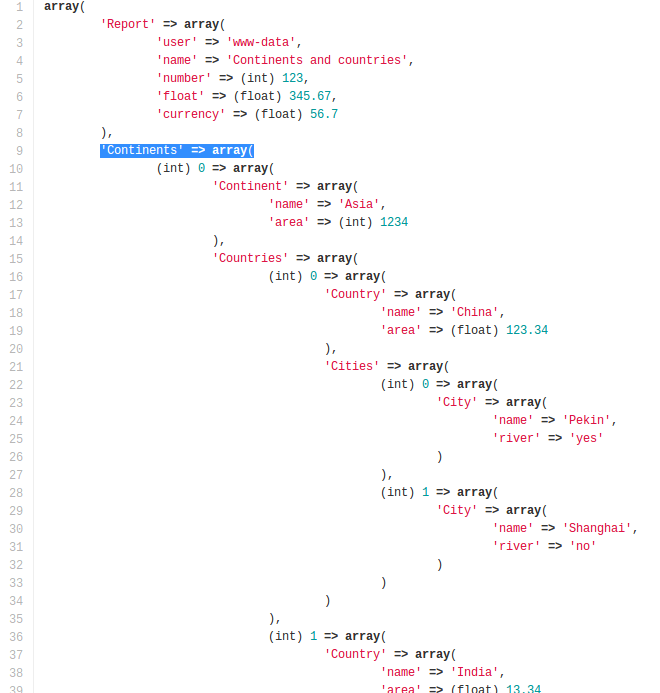 1 array(
2 'Report' => array(
3 'user' => 'www-data',
4 'name' => 'Continents and countries',
5 'number' => (int) 123,
6 'float' => (float) 345.67,
7 'currency' => (float) 56.7
8 ),
9 'Continents' => array(
10 (int) 0 => array(
11 'Continent' => array(
12 'name' => 'Asia',
13 'area' => (int) 1234
14 ),
15 'Countries' => array(
16 (int) 0 => array(
17 'Country' => array(
18 'name' => 'China',
19 'area' => (float) 123.34
20 ),
21 'Cities' => array(
22 (int) 0 => array(
23 'City' => array(
24 'name' => 'Pekin',
25 'river' => 'yes'
26 )
27 ),
28 (int) 1 => array(
29 'City' => array(
30 'name' => 'Shanghai',
31 'river' => 'no'
32 )
33 )
34 )
35 ),
36 (int) 1 => array(
37 'Country' => array(
38 'name' => 'India',
39 'area' => (float) 13.34